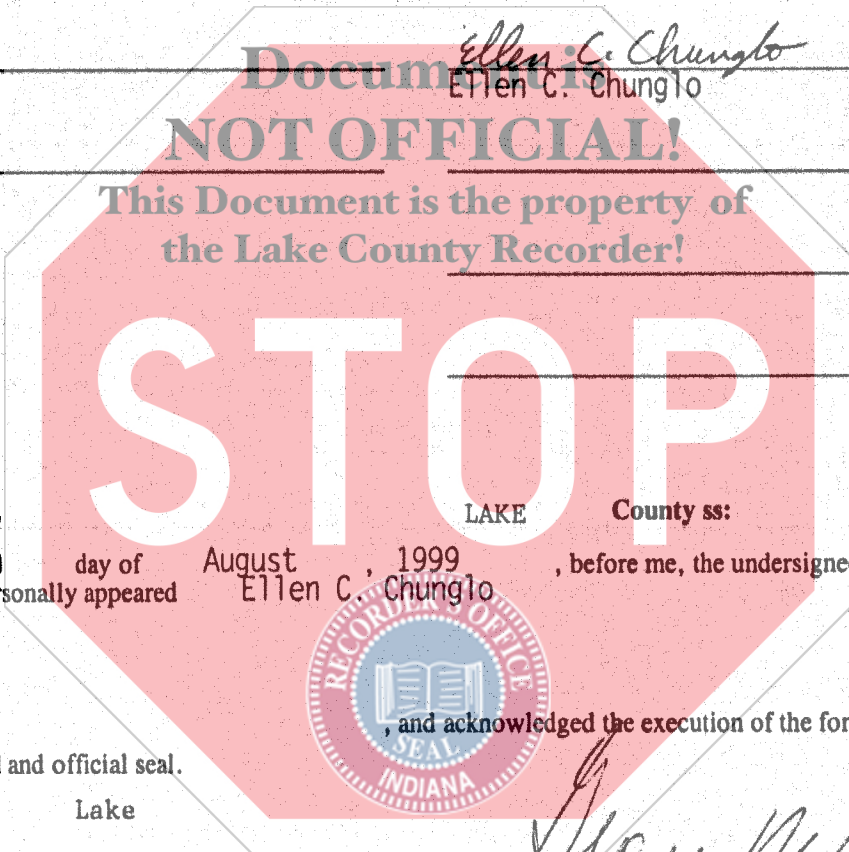 Ellen C. Chunglo
Document is
Ellen C. Chunglo
NOT OFFICIAL!
This Document is the property of
the Lake County Recorder!
STOP
LAKE County ss:
day of August , 1999 , before me, the undersigne
sonally appeared Ellen C. Chunglo
RECORDER'S OFFICE
, and acknowledged the execution of the for
SEAL
and official seal.
INDIANA
Lake